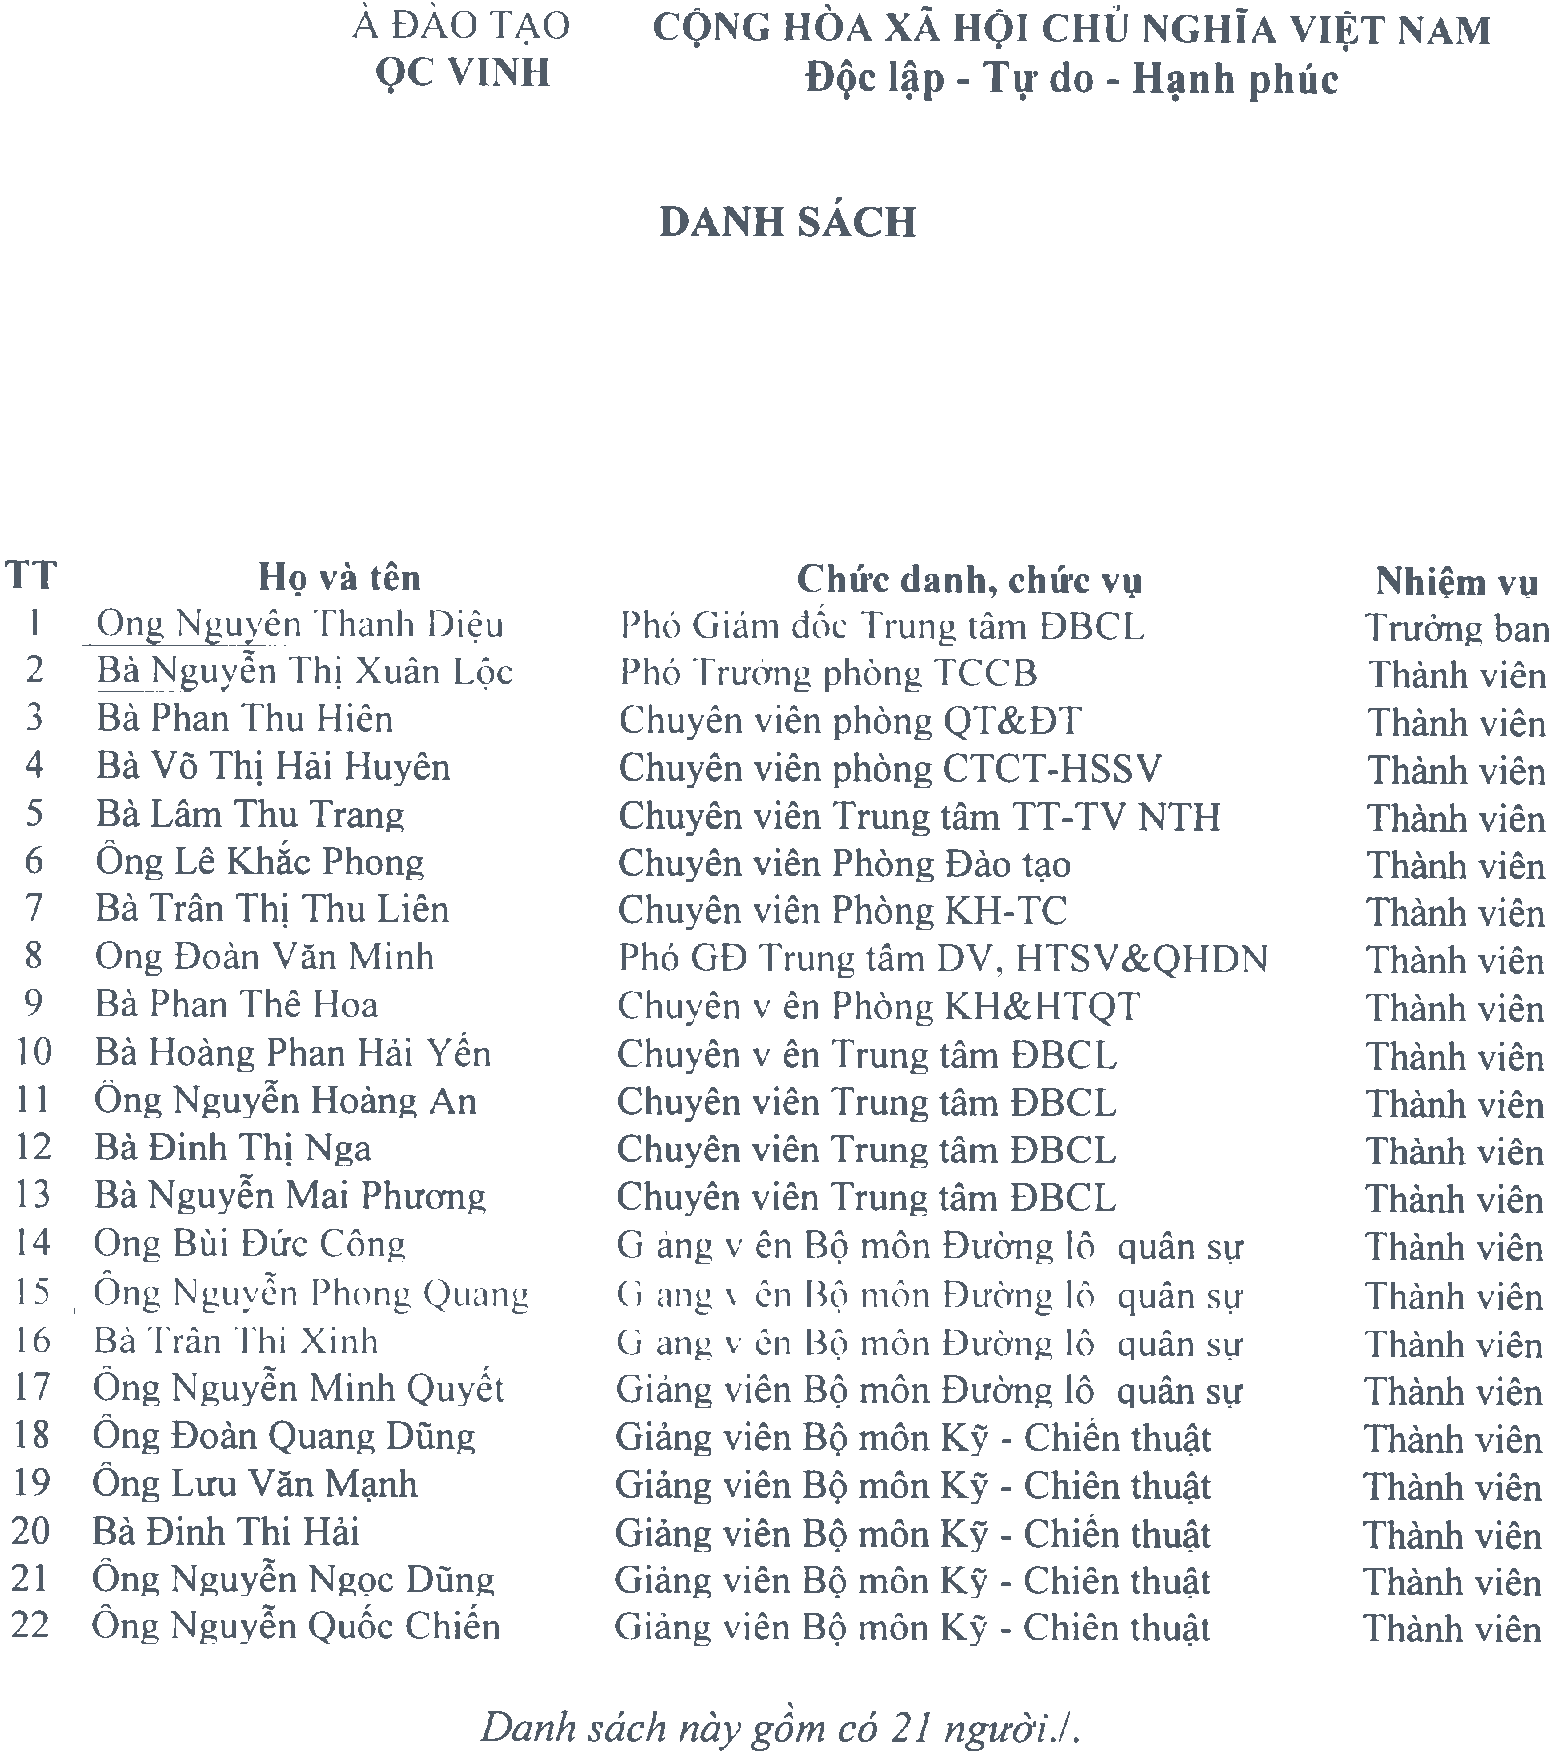 À ĐÀO TẠO CỘNG HÒA XÃ HỘI CHỦ NGHĨA VIỆT NAM
ỌC VINH Độc lập - Tự do - Hạnh phúc
DANH SÁCH
TT Họ và tên Chức danh, chức vụ Nhiệm vụ
1 Ong Nguyên Thanh Diệu Phó Giám đốc Trung tâm ĐBCL Trưởng ban
2 Bà Nguyễn Thị Xuân Lộc Phó Trưởng phòng TCCB Thành viên
3 Bà Phan Thu Hiên Chuyên viên phòng QT&ĐT Thành viên
4 Bà Võ Thị Hải Huyên Chuyên viên phòng CTCT-HSSV Thành viên
5 Bà Lâm Thu Trang Chuyên viên Trung tâm TT-TV NTH Thành viên
6 Ông Lê Khắc Phong Chuyên viên Phòng Đào tạo Thành viên
7 Bà Trân Thị Thu Liên Chuyên viên Phòng KH-TC Thành viên
8 Ong Đoàn Văn Minh Phó GĐ Trung tâm DV, HTSV&QHDN Thành viên
9 Bà Phan Thê Hoa Chuyên v ên Phòng KH&HTQT Thành viên
10 Bà Hoàng Phan Hải Yến Chuyên v ên Trung tâm ĐBCL Thành viên
11 Ông Nguyễn Hoàng An Chuyên viên Trung tâm ĐBCL Thành viên
12 Bà Đinh Thị Nga Chuyên viên Trung tâm ĐBCL Thành viên
13 Bà Nguyễn Mai Phương Chuyên viên Trung tâm ĐBCL Thành viên
14 Ong Bùi Đức Công G ảng v ên Bộ môn Đường lô quân sự Thành viên
15 Ông Nguyễn Phong Quang G ang v ên Bộ môn Đường lô quân sự Thành viên
16 Bà Trân Thi Xinh G ang v ên Bộ môn Đường lô quân sự Thành viên
17 Ông Nguyễn Minh Quyết Giảng viên Bộ môn Đường lô quân sự Thành viên
18 Ông Đoàn Quang Dũng Giảng viên Bộ môn Kỹ - Chiến thuật Thành viên
19 Ông Lưu Văn Mạnh Giảng viên Bộ môn Kỹ - Chiên thuật Thành viên
20 Bà Đinh Thi Hải Giảng viên Bộ môn Kỹ - Chiến thuật Thành viên
21 Ông Nguyễn Ngọc Dũng Giảng viên Bộ môn Kỹ - Chiên thuật Thành viên
22 Ông Nguyễn Quốc Chiến Giảng viên Bộ môn Kỹ - Chiên thuật Thành viên
Danh sách này gồm có 21 người./.